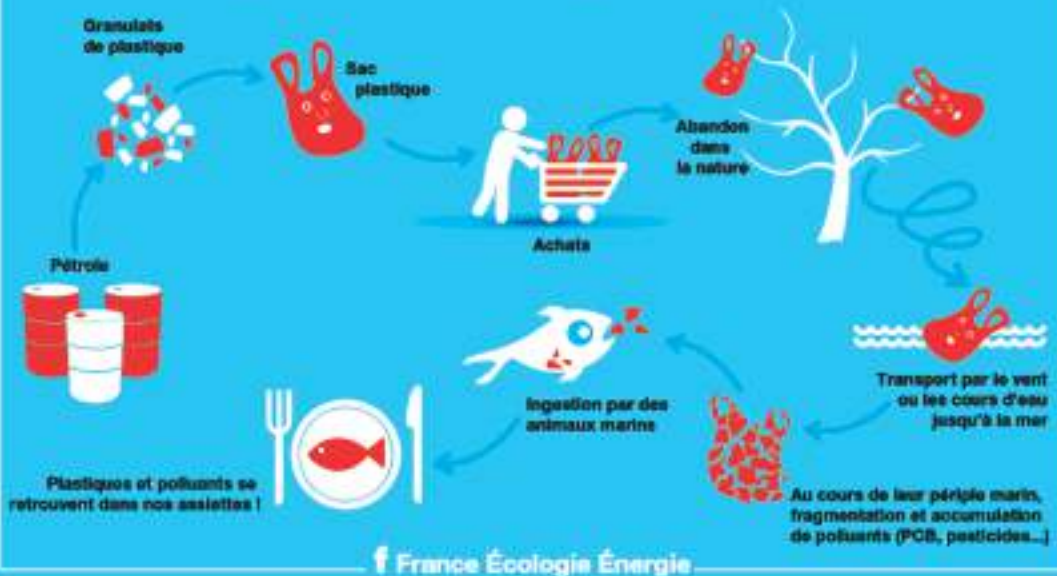 Pétrole
Granulats
de plastique
Sac
plastique
Achats
Abandon
dans
la nature
Transport par le vent
ou les cours d'eau
jusqu'à la mer
Au cours de leur périple marin,
fragmentation et accumulation
de polluants (PCB, pesticides...)
Ingestion par des
animaux marins
Plastiques et polluants se
retrouvent dans nos assiettes !
f France Écologie Énergie